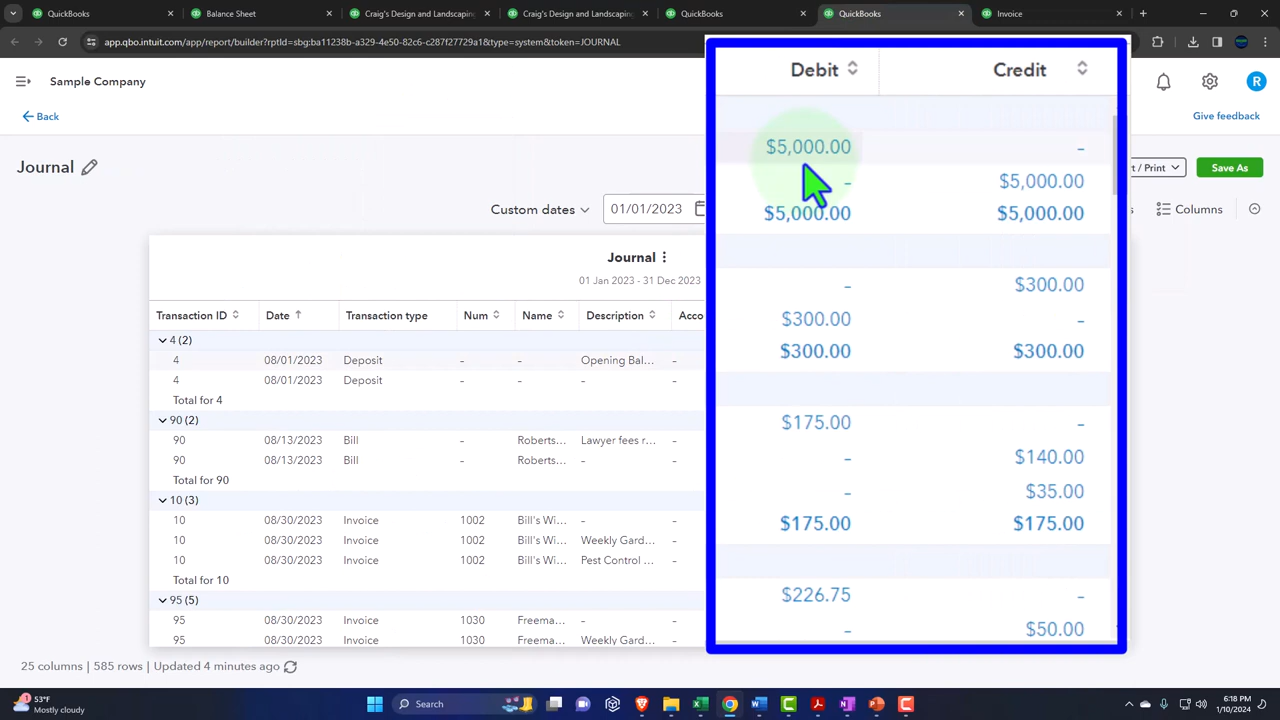 QuickBooks
Balance Sheet
Craig's Design and Landscaping
Craig's Design and Landscaping
QuickBooks
QuickBooks
Invoice
app.qbo.intuit.com/app/report/builder?rptId=sbg:ba11238b-a329-4e50-82c6-a287f27729a1&type=system&token=JOURNAL
Sample Company
R
Back
Give feedback
Journal
t / Print
Save As
Custom dates
01/01/2023
Columns
Journal
01 Jan 2023 - 31 Dec 2023
Transaction ID Date Transaction type Num Name Description Acco
4 (2)
4 08/01/2023 Deposit - - Opening Bal... -
4 08/01/2023 Deposit - - - -
Total for 4
90 (2)
90 08/13/2023 Bill - Roberts... Lawyer fees r... -
90 08/13/2023 Bill - Roberts... - -
Total for 90
10 (3)
10 08/30/2023 Invoice 1002 Bill's Wi... - -
10 08/30/2023 Invoice 1002 Bill's Wi... Weekly Gard... -
10 08/30/2023 Invoice 1002 Bill's Wi... Pest Control ... -
Total for 10
95 (5)
95 08/30/2023 Invoice 1030 Freema... - -
95 08/30/2023 Invoice 1030 Freema... Weekly Gard... -
Debit Credit
$5,000.00 -
- $5,000.00
$5,000.00 $5,000.00
- $300.00
$300.00 -
$300.00 $300.00
$175.00 -
- $140.00
- $35.00
$175.00 $175.00
$226.75 -
- $50.00
25 columns | 585 rows | Updated 4 minutes ago
1
53°F
Mostly cloudy
Search
6:18 PM
1/10/2024